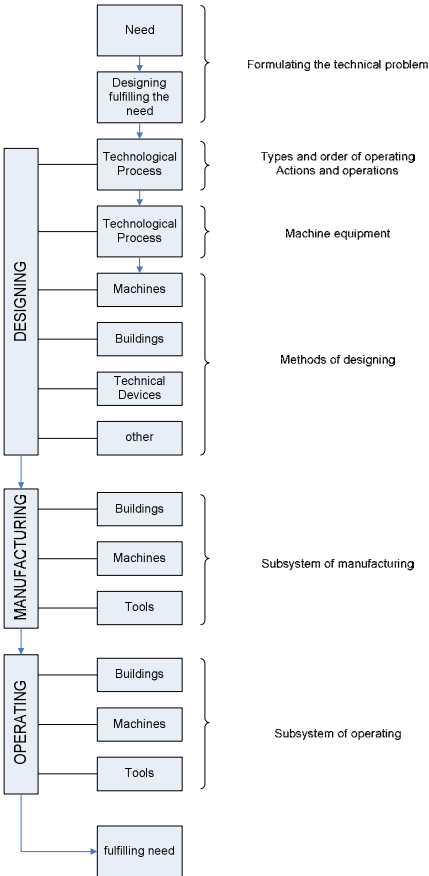 Need
Formulating the technical problem
Designing
fulfilling the
need
Technological
Process
Types and order of operating
Actions and operations
Technological
Process
Machine equipment
DESIGNING
Machines
Buildings
Methods of designing
Technical
Devices
other
MANUFACTURING
Buildings
Machines
Subsystem of manufacturing
Tools
OPERATING
Buildings
Machines
Subsystem of operating
Tools
fulfilling need